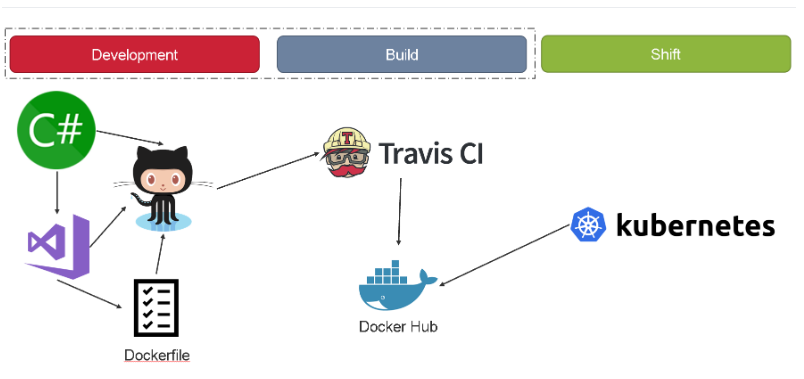 Development
Build
Shift
C#
T
Travis CI
kubernetes
Docker Hub
Dockerfile